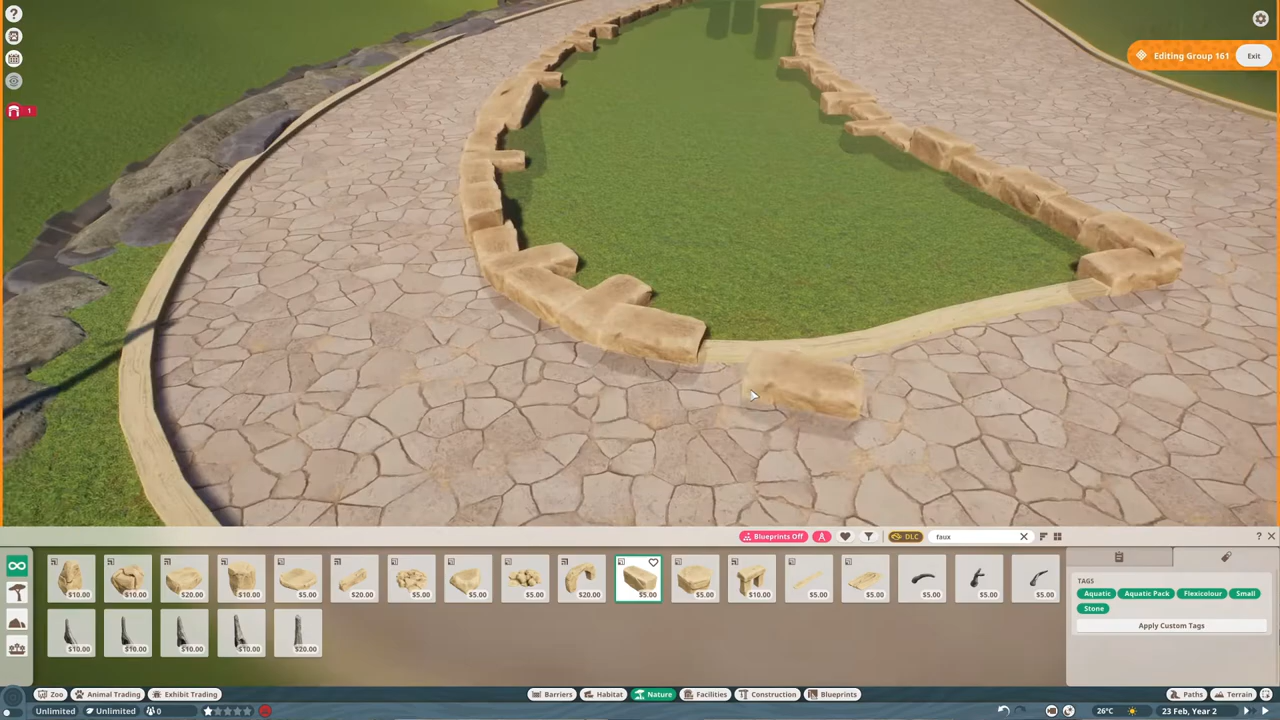 ?
Editing Group 161
Exit
1
Blueprints Off
DLC
faux
?
$10.00
$10.00
$20.00
$10.00
$5.00
$20.00
$5.00
$5.00
$5.00
$20.00
$5.00
$5.00
$10.00
$5.00
$5.00
$5.00
$5.00
$5.00
$10.00
$10.00
$10.00
$10.00
$20.00
TAGS
Aquatic
Aquatic Pack
Flexicolour
Small
Stone
Apply Custom Tags
Zoo
Animal Trading
Exhibit Trading
Barriers
Habitat
Nature
Facilities
Construction
Blueprints
Paths
Terrain
Unlimited
Unlimited
0
26°C
23 Feb, Year 2